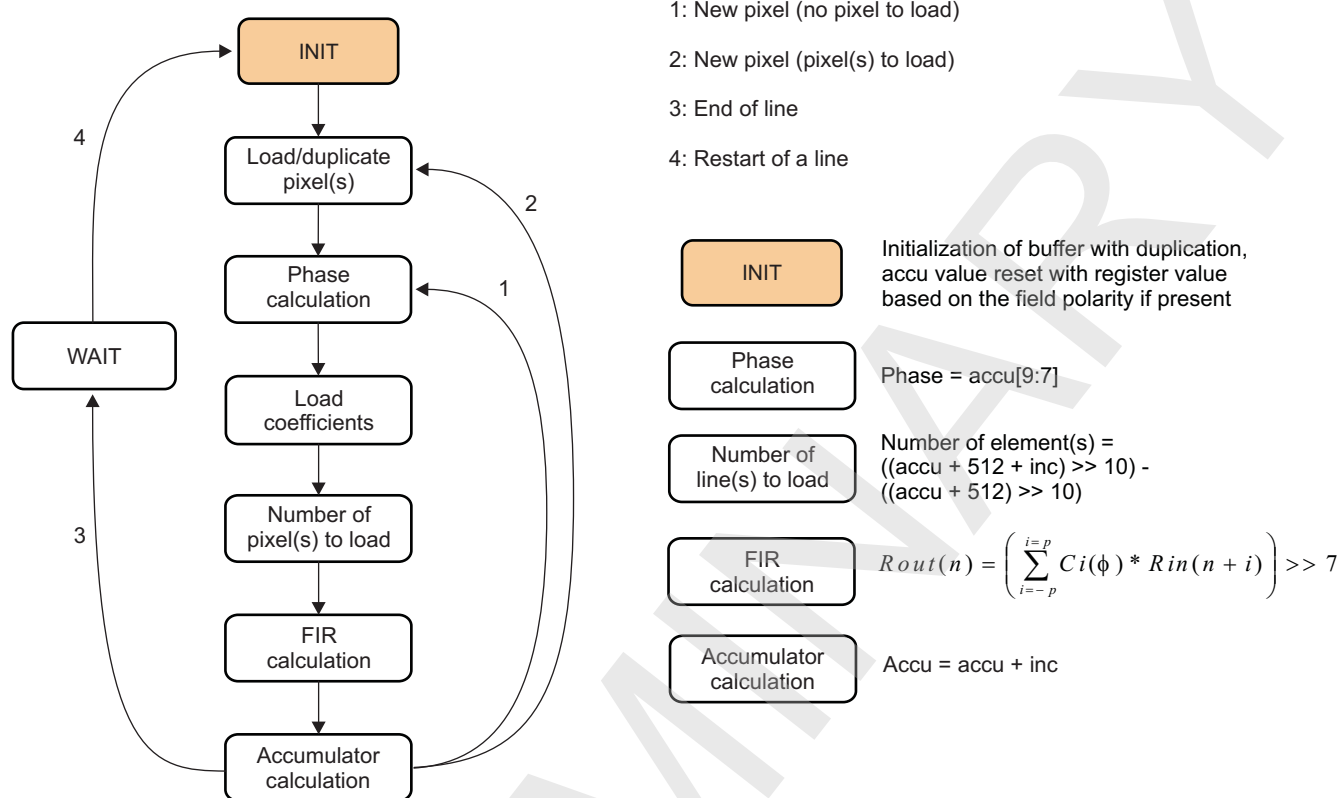 INIT
Load/duplicate
pixel(s)
Phase
calculation
Load
coefficients
Number of
pixel(s) to load
FIR
calculation
Accumulator
calculation
WAIT
4
3
2
1
1: New pixel (no pixel to load)
2: New pixel (pixel(s) to load)
3: End of line
4: Restart of a line
INIT
Initialization of buffer with duplication,
accu value reset with register value
based on the field polarity if present
Phase
calculation
Phase = accu[9:7]
Number of
line(s) to load
Number of element(s) =
((accu + 512 + inc) >> 10) -
((accu + 512) >> 10)
FIR
calculation
Rout(n) = ( ∑_{i=-p}^{i=p} Ci(ϕ) * Rin(n + i) ) >> 7
Accumulator
calculation
Accu = accu + inc
MINARY